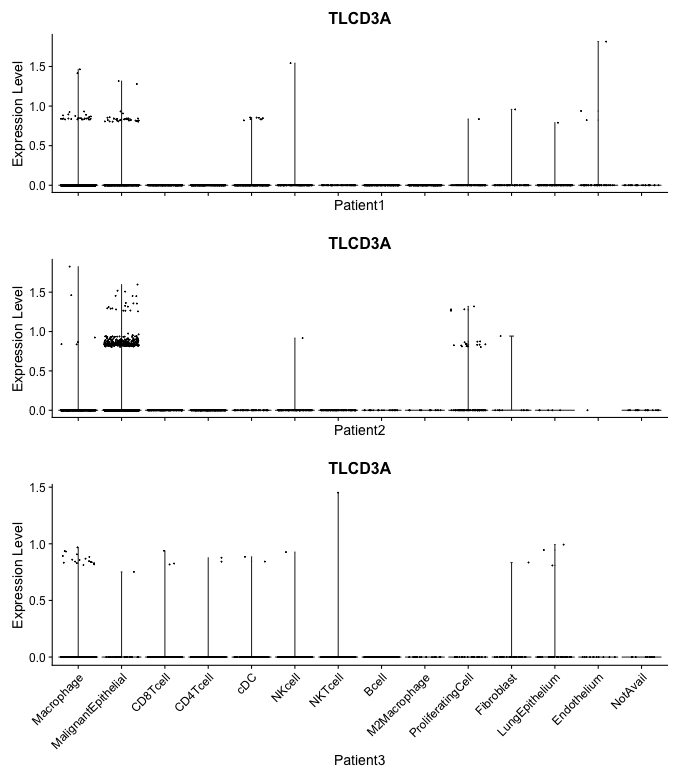 TLCD3A
Expression Level
1.5
1.0
0.5
0.0
Patient1
TLCD3A
Expression Level
1.5
1.0
0.5
0.0
Patient2
TLCD3A
Expression Level
1.5
1.0
0.5
0.0
Macrophage
MalignantEpithelial
CD8Tcell
CD4Tcell
cDC
NKcell
NKTcell
Bcell
M2Macrophage
ProliferatingCell
Fibroblast
LungEpithelium
Endothelium
NotAvail
Patient3